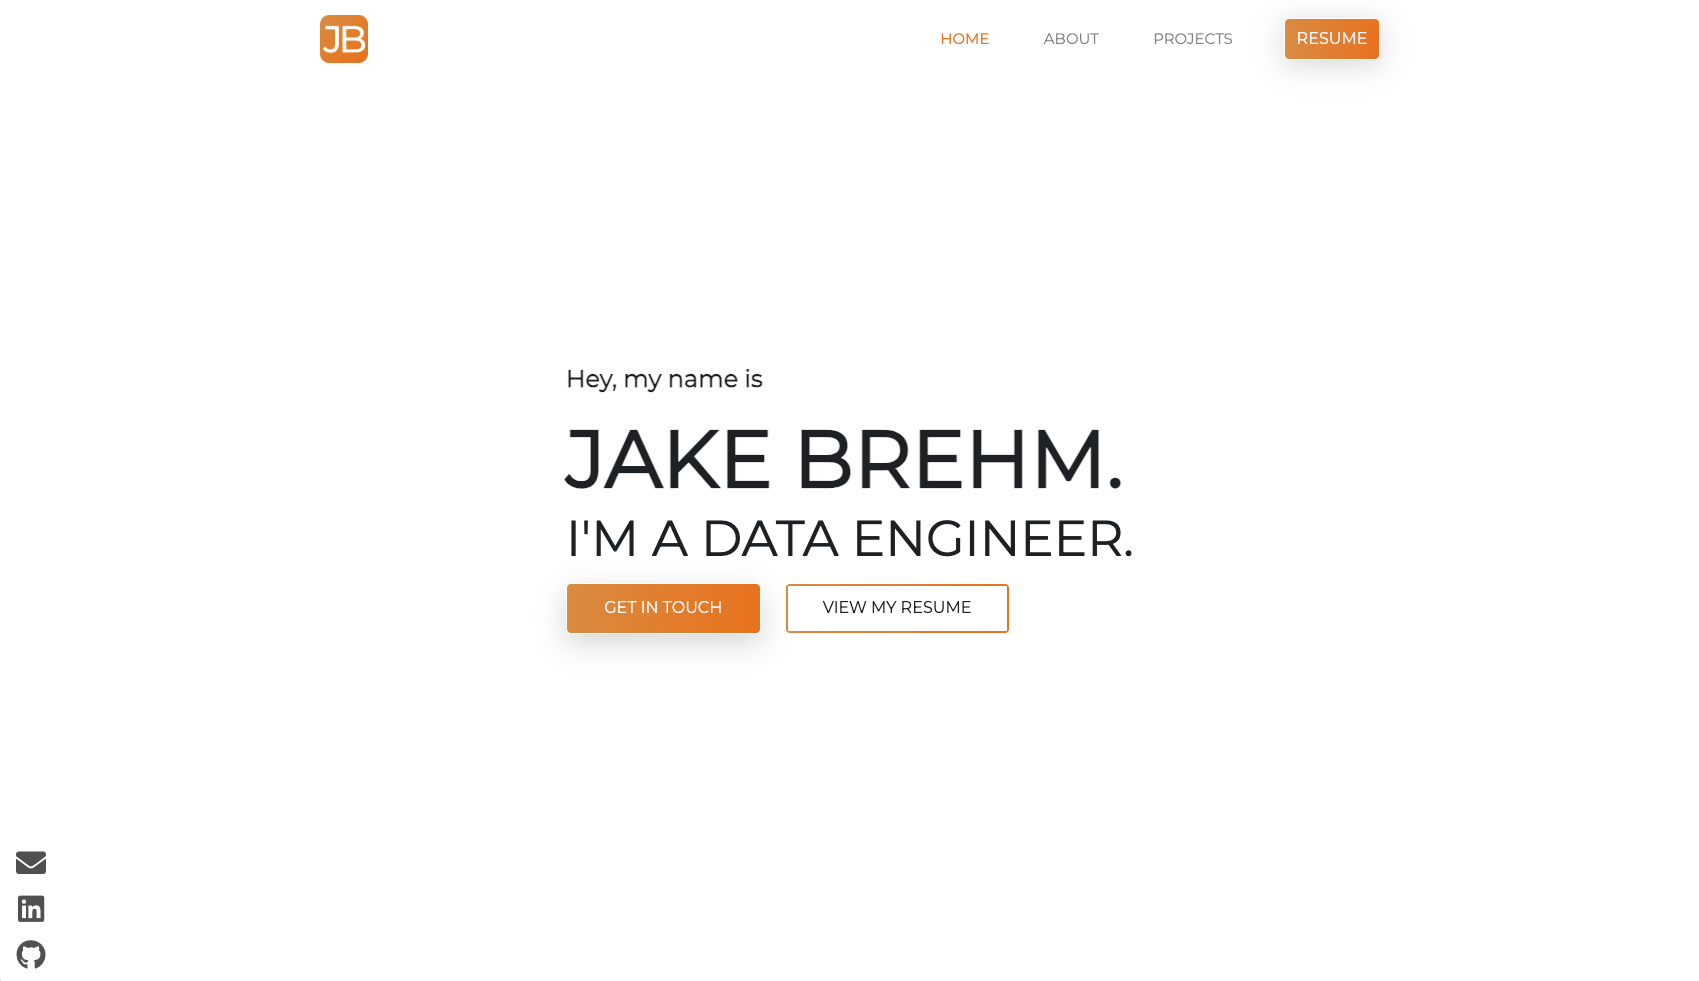 JB
HOME ABOUT PROJECTS RESUME
Hey, my name is
JAKE BREHM.
I'M A DATA ENGINEER.
GET IN TOUCH VIEW MY RESUME
in